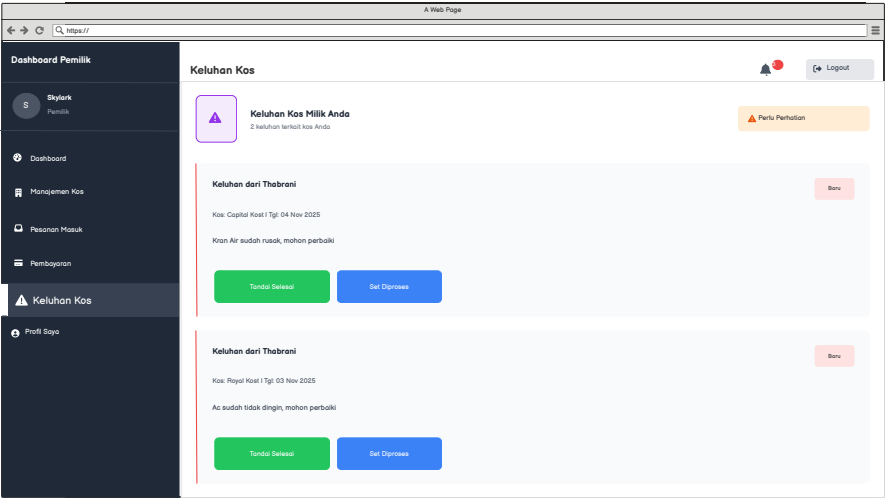 A Web Page
https://
Dashboard Pemilik
S
Skylark
Pemilik
Dashboard
Manajemen Kos
Pesanan Masuk
Pembayaran
Keluhan Kos
Profil Saya
Keluhan Kos
Logout
Keluhan Kos Milik Anda
2 keluhan terkait kos Anda
Perlu Perhatian
Keluhan dari Thabrani
Baru
Kos: Capital Kost | Tgl: 04 Nov 2025
Kran Air sudah rusak, mohon perbaiki
Tandai Selesai
Set Diproses
Keluhan dari Thabrani
Baru
Kos: Royal Kost | Tgl: 03 Nov 2025
Ac sudah tidak dingin, mohon perbaiki
Tandai Selesai
Set Diproses